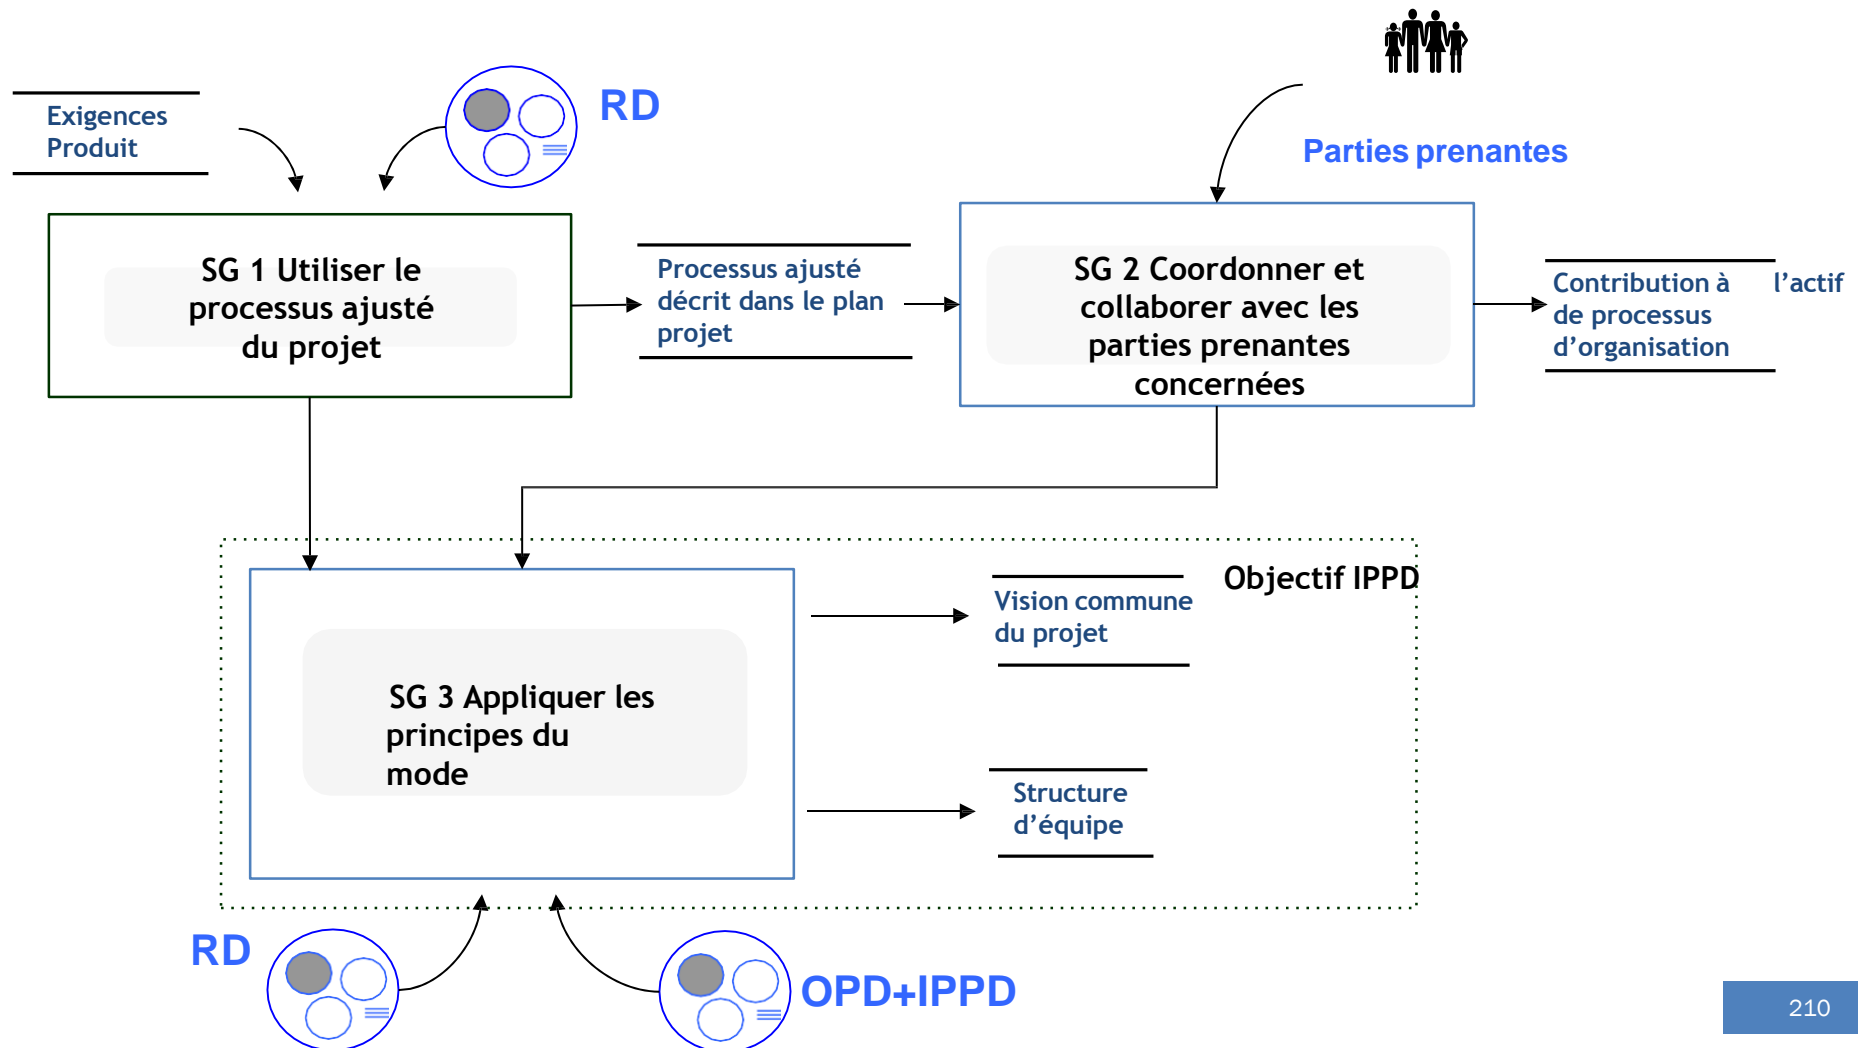 Exigences
Produit
RD
Parties prenantes
SG 1 Utiliser le
processus ajusté
du projet
Processus ajusté
décrit dans le plan
projet
SG 2 Coordonner et
collaborer avec les
parties prenantes
concernées
Contribution à l’actif
de processus
d’organisation
Objectif IPPD
Vision commune
du projet
SG 3 Appliquer les
principes du
mode
Structure
d’équipe
RD
OPD+IPPD
210